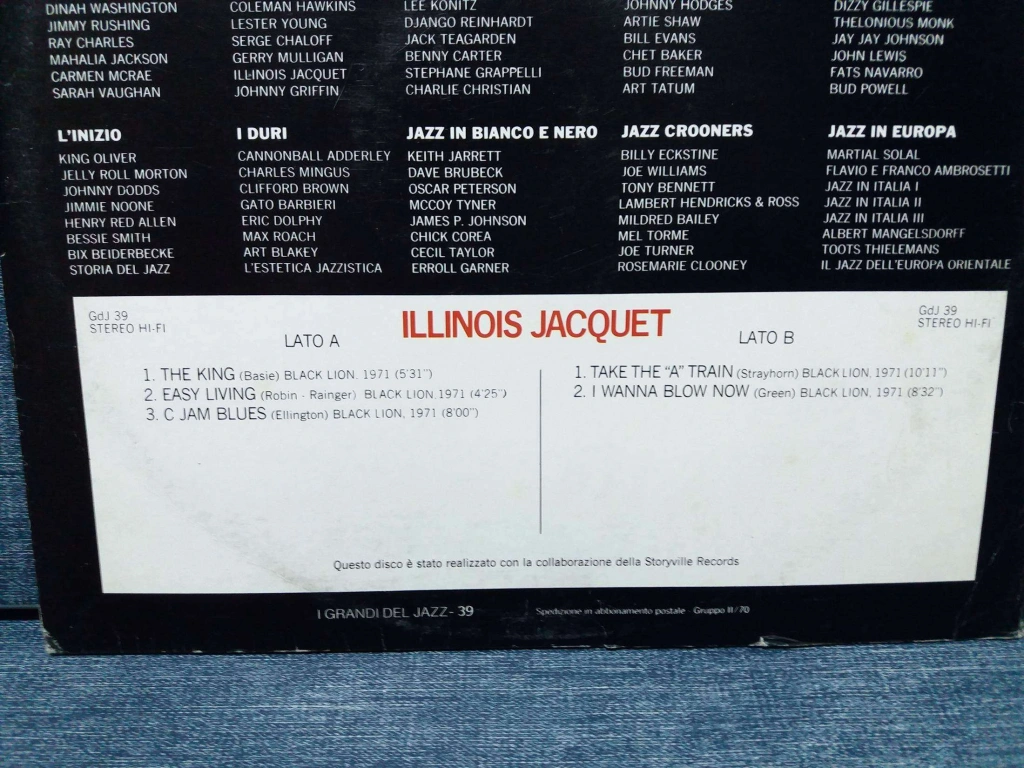 DINAH WASHINGTON
JIMMY RUSHING
RAY CHARLES
MAHALIA JACKSON
CARMEN MCRAE
SARAH VAUGHAN
COLEMAN HAWKINS
LESTER YOUNG
SERGE CHALOFF
GERRY MULLIGAN
ILLINOIS JACQUET
JOHNNY GRIFFIN
LEE KONITZ
DJANGO REINHARDT
JACK TEAGARDEN
BENNY CARTER
STEPHANE GRAPPELLI
CHARLIE CHRISTIAN
JOHNNY HODGES
ARTIE SHAW
BILL EVANS
CHET BAKER
BUD FREEMAN
ART TATUM
DIZZY GILLESPIE
THELONIOUS MONK
JAY JAY JOHNSON
JOHN LEWIS
FATS NAVARRO
BUD POWELL
L'INIZIO
KING OLIVER
JELLY ROLL MORTON
JOHNNY DODDS
JIMMIE NOONE
HENRY RED ALLEN
BESSIE SMITH
BIX BEIDERBECKE
STORIA DEL JAZZ
I DURI
CANNONBALL ADDERLEY
CHARLES MINGUS
CLIFFORD BROWN
GATO BARBIERI
ERIC DOLPHY
MAX ROACH
ART BLAKEY
L'ESTETICA JAZZISTICA
JAZZ IN BIANCO E NERO
KEITH JARRETT
DAVE BRUBECK
OSCAR PETERSON
MCCOY TYNER
JAMES P. JOHNSON
CHICK COREA
CECIL TAYLOR
ERROLL GARNER
JAZZ CROONERS
BILLY ECKSTINE
JOE WILLIAMS
TONY BENNETT
LAMBERT HENDRICKS & ROSS
MILDRED BAILEY
MEL TORME
JOE TURNER
ROSEMARIE CLOONEY
JAZZ IN EUROPA
MARTIAL SOLAL
FLAVIO E FRANCO AMBROSETTI
JAZZ IN ITALIA I
JAZZ IN ITALIA II
JAZZ IN ITALIA III
ALBERT MANGELSDORFF
TOOTS THIELEMANS
IL JAZZ DELL'EUROPA ORIENTALE
GdJ 39
STEREO HI-FI
ILLINOIS JACQUET
GdJ 39
STEREO HI-FI
LATO A
1. THE KING (Basie) BLACK LION, 1971 (5'31")
2. EASY LIVING (Robin - Rainger) BLACK LION, 1971 (4'25")
3. C JAM BLUES (Ellington) BLACK LION, 1971 (8'00")
LATO B
1. TAKE THE "A" TRAIN (Strayhorn) BLACK LION, 1971 (10'11")
2. I WANNA BLOW NOW (Green) BLACK LION, 1971 (8'32")
Questo disco è stato realizzato con la collaborazione della Storyville Records
I GRANDI DEL JAZZ - 39
Spedizione in abbonamento postale - Gruppo II/70